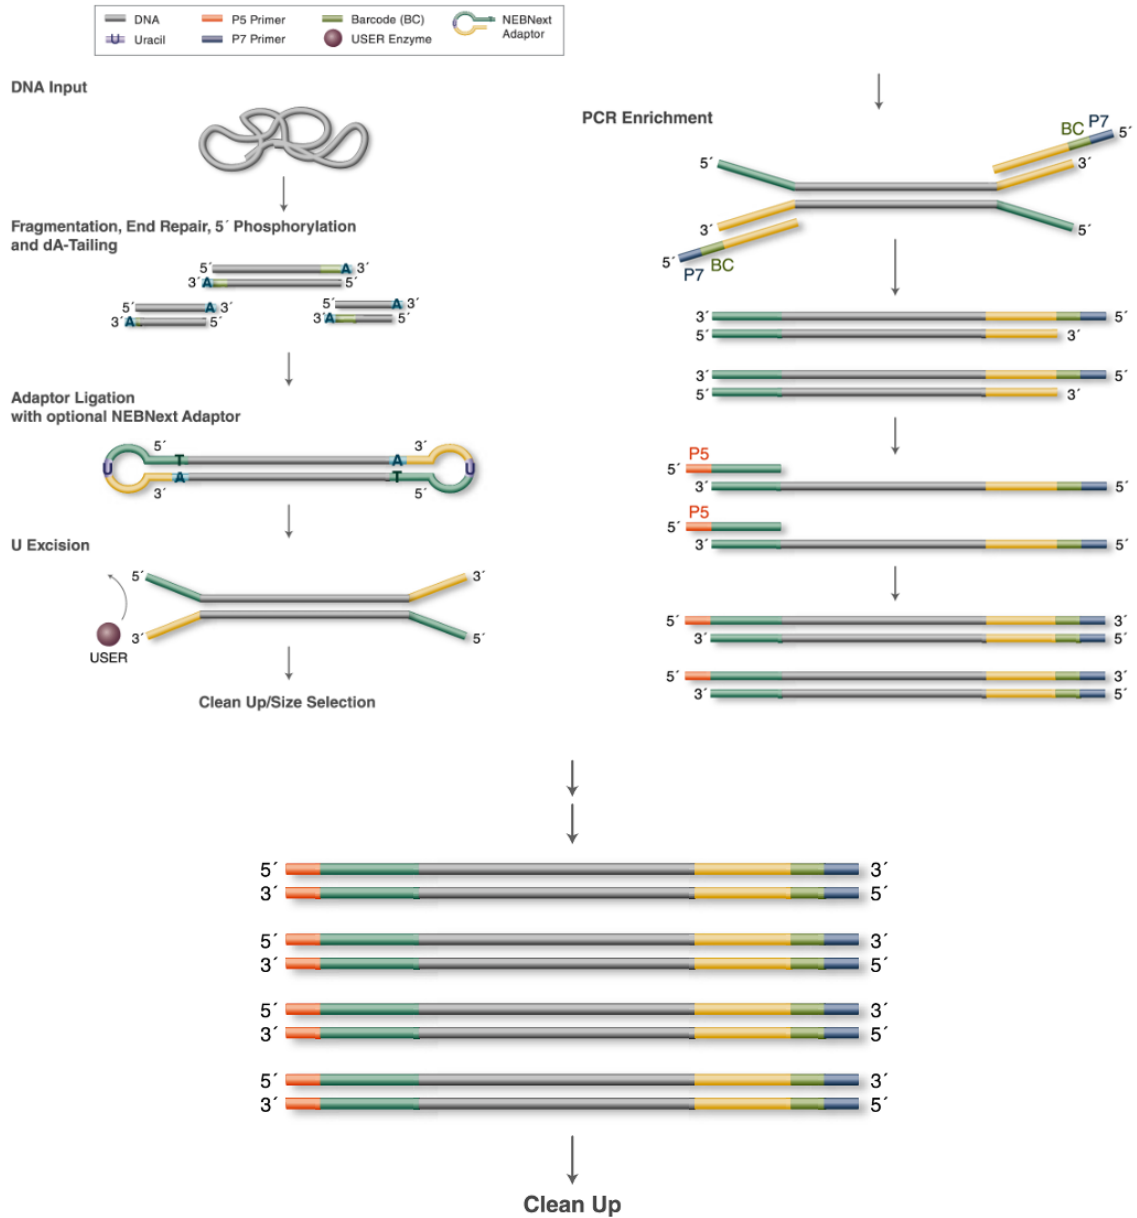 DNA
P5 Primer
Barcode (BC)
NEBNext
Adaptor
U
Uracil
P7 Primer
USER Enzyme
DNA Input
Fragmentation, End Repair, 5´ Phosphorylation
and dA-Tailing
5´ A 3´
3´ A 5´
5´ A 3´
3´ A 5´
5´ A 3´
3´ A 5´
Adaptor Ligation
with optional NEBNext Adaptor
5´ 3´
T A
U U
A T
3´ 5´
U Excision
5´ 3´
3´ 5´
USER
Clean Up/Size Selection
PCR Enrichment
BC P7 5´
5´ 3´
3´ 5´
5´
P7 BC
3´ 5´
5´ 3´
3´ 5´
5´ 3´
P5
5´
3´ 5´
P5
5´
3´ 5´
5´ 3´
3´ 5´
5´ 3´
3´ 5´
5´ 3´
3´ 5´
5´ 3´
3´ 5´
5´ 3´
3´ 5´
5´ 3´
3´ 5´
Clean Up